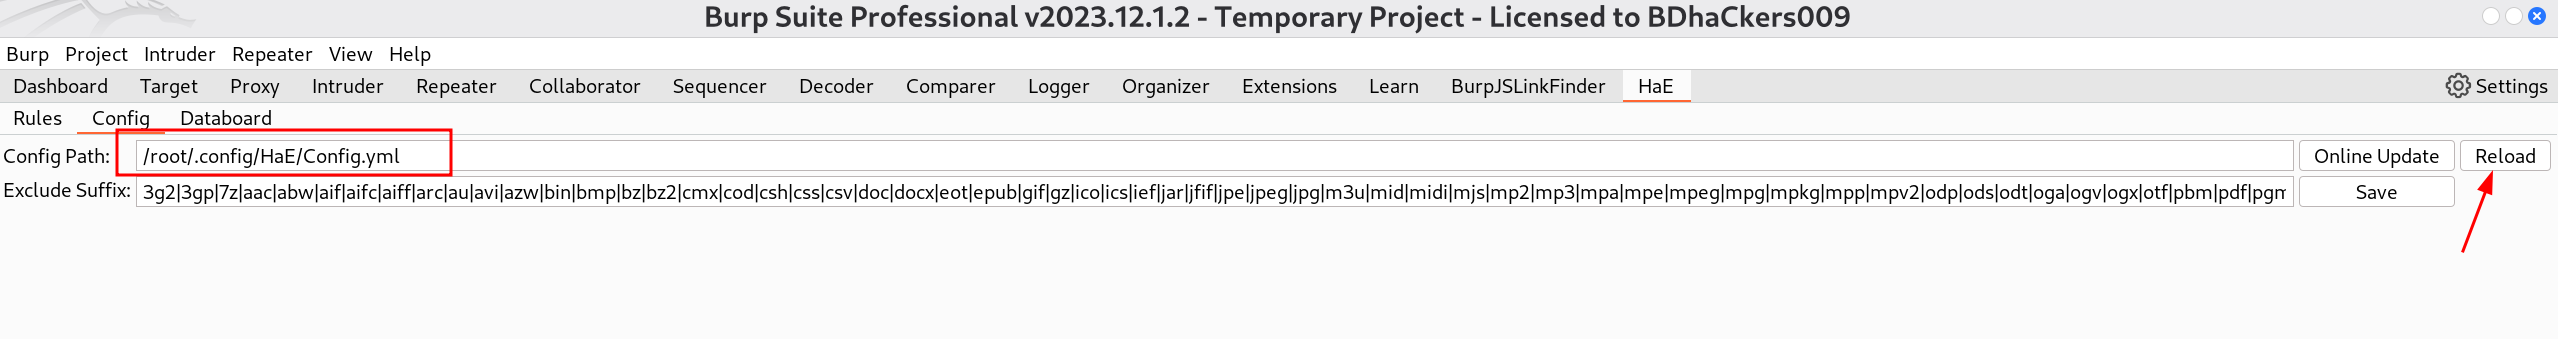 Burp Suite Professional v2023.12.1.2 - Temporary Project - Licensed to BDhaCkers009
Burp Project Intruder Repeater View Help
Dashboard Target Proxy Intruder Repeater Collaborator Sequencer Decoder Comparer Logger Organizer Extensions Learn BurpJSLinkFinder HaE Settings
Rules Config Databoard
Config Path: /root/.config/HaE/Config.yml Online Update Reload
Exclude Suffix: 3g2|3gp|7z|aac|abw|aif|aifc|aiff|arc|au|avi|azw|bin|bmp|bz|bz2|cmx|cod|csh|css|csv|doc|docx|eot|epub|gif|gz|ico|ics|ief|jar|jfif|jpe|jpeg|jpg|m3u|mid|midi|mjs|mp2|mp3|mpa|mpe|mpeg|mpg|mpkg|mpp|mpv2|odp|ods|odt|oga|ogv|ogx|otf|pbm|pdf|pgm Save